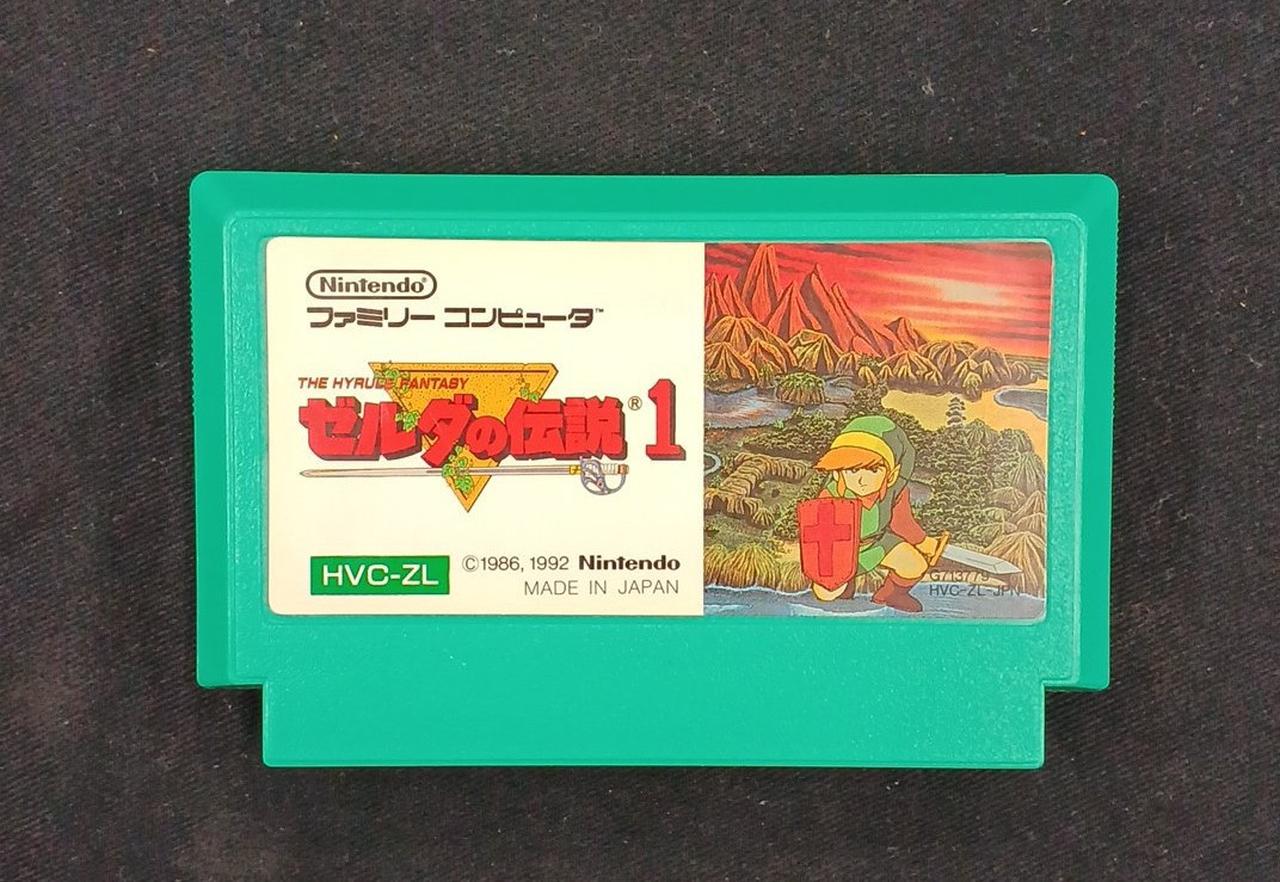 Nintendo®
ファミリー コンピュータ™
THE HYRULE FANTASY
ゼルダの伝説®1
HVC-ZL
©1986, 1992 Nintendo
MADE IN JAPAN
HVC-ZL-JPN